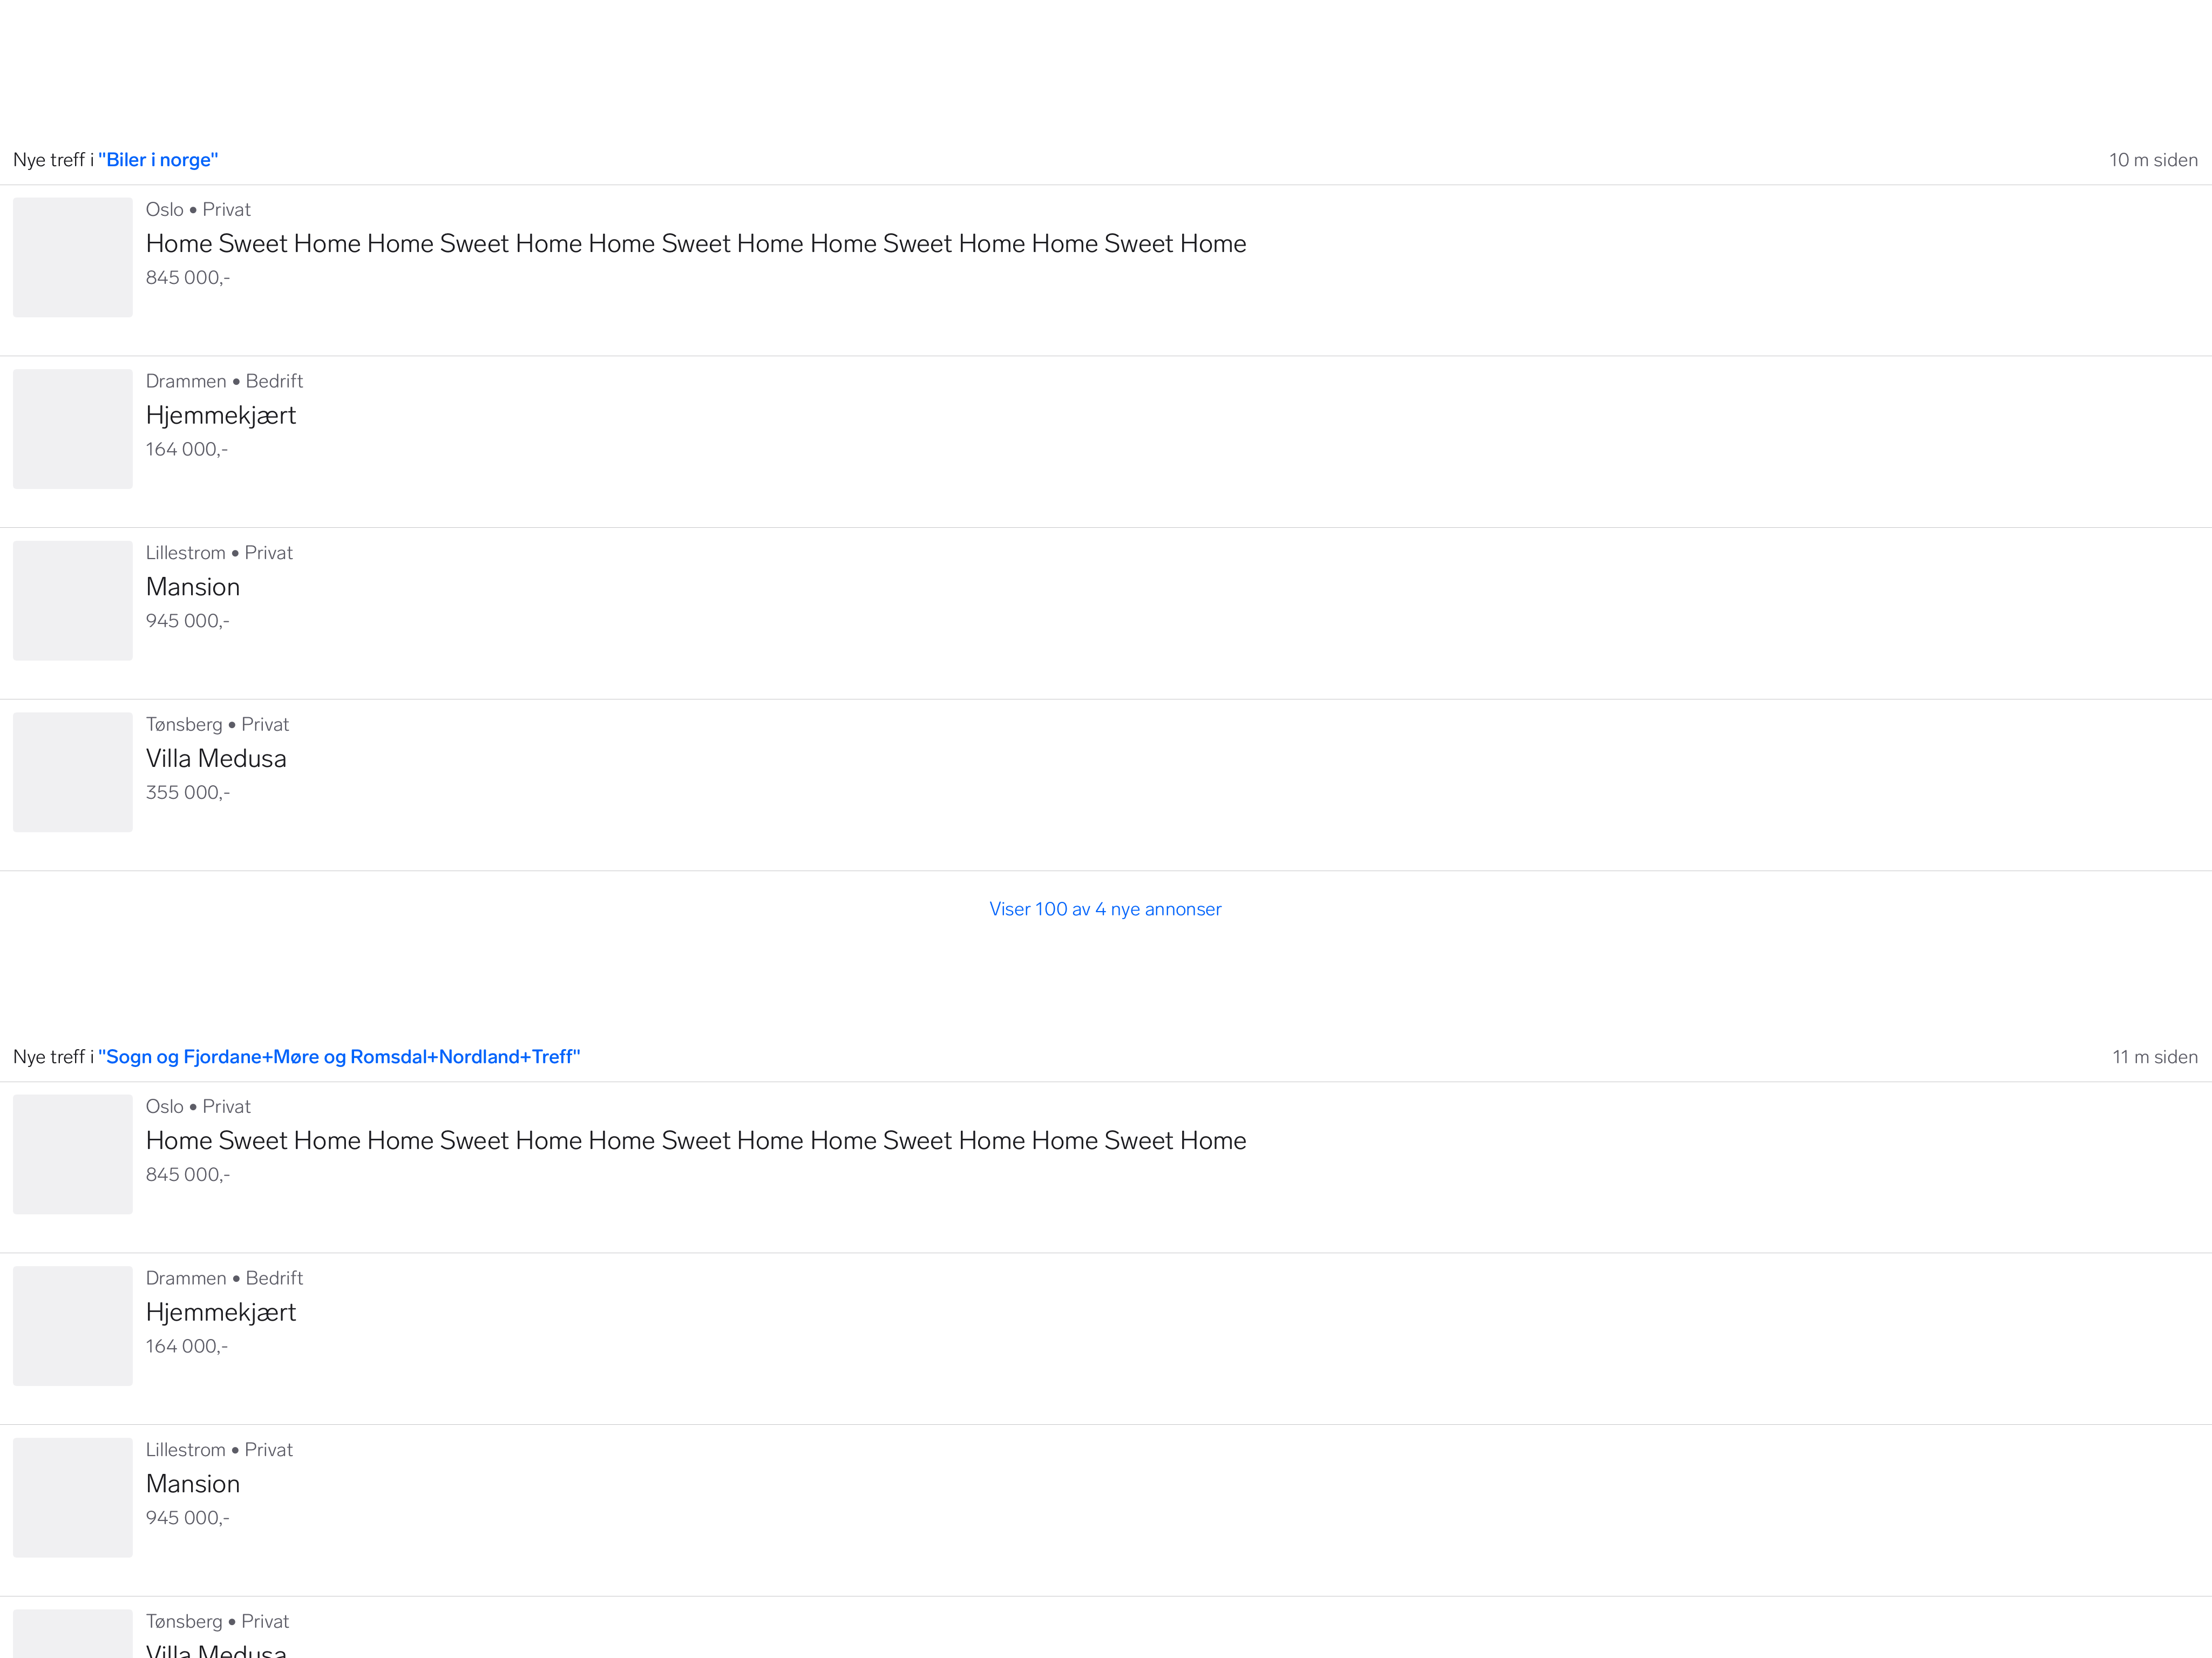 Nye treff i "Biler i norge"
10 m siden
Oslo • Privat
Home Sweet Home Home Sweet Home Home Sweet Home Home Sweet Home Home Sweet Home
845 000,-
Drammen • Bedrift
Hjemmekjært
164 000,-
Lillestrom • Privat
Mansion
945 000,-
Tønsberg • Privat
Villa Medusa
355 000,-
Viser 100 av 4 nye annonser
Nye treff i "Sogn og Fjordane+Møre og Romsdal+Nordland+Treff"
11 m siden
Oslo • Privat
Home Sweet Home Home Sweet Home Home Sweet Home Home Sweet Home Home Sweet Home
845 000,-
Drammen • Bedrift
Hjemmekjært
164 000,-
Lillestrom • Privat
Mansion
945 000,-
Tønsberg • Privat
Villa Medusa